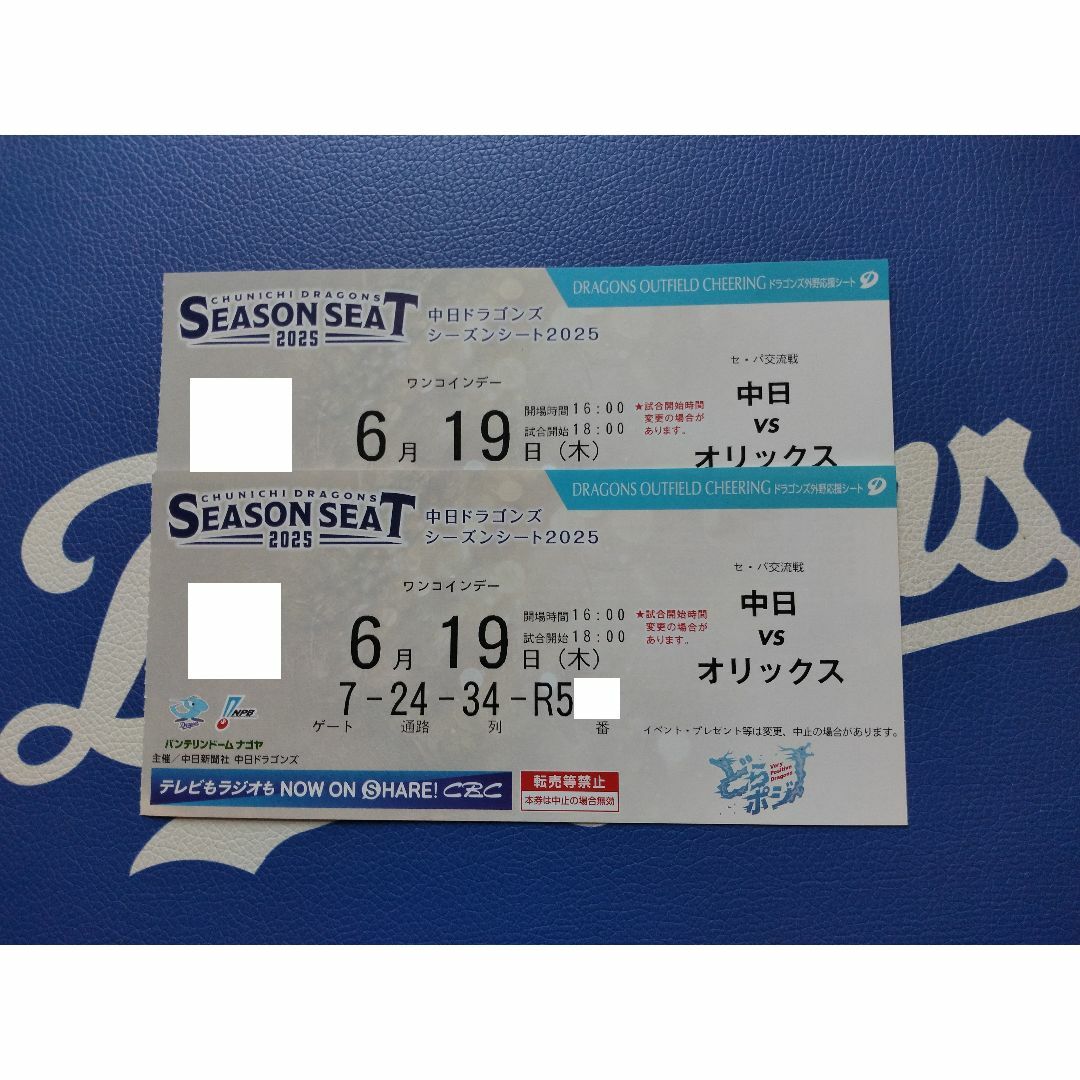 DRAGONS OUTFIELD CHEERING ドラゴンズ外野応援シート
CHUNICHI DRAGONS
SEASON SEAT
2025
中日ドラゴンズ
シーズンシート2025
セ・パ交流戦
ワンコインデー
中日
vs
オリックス
6月19日(木)
開場時間16:00
試合開始18:00
★試合開始時間
変更の場合が
あります。
DRAGONS OUTFIELD CHEERING ドラゴンズ外野応援シート
CHUNICHI DRAGONS
SEASON SEAT
2025
中日ドラゴンズ
シーズンシート2025
セ・パ交流戦
ワンコインデー
中日
vs
オリックス
6月19日(木)
開場時間16:00
試合開始18:00
★試合開始時間
変更の場合が
あります。
7-24-34-R5
ゲート 通路 列 番
Dragons
NPB
イベント・プレゼント等は変更、中止の場合があります。
バンテリンドーム ナゴヤ
主催/中日新聞社 中日ドラゴンズ
テレビもラジオも NOW ON SHARE! CBC
転売等禁止
本券は中止の場合無効
どらポジ
Very
Positive
Dragons